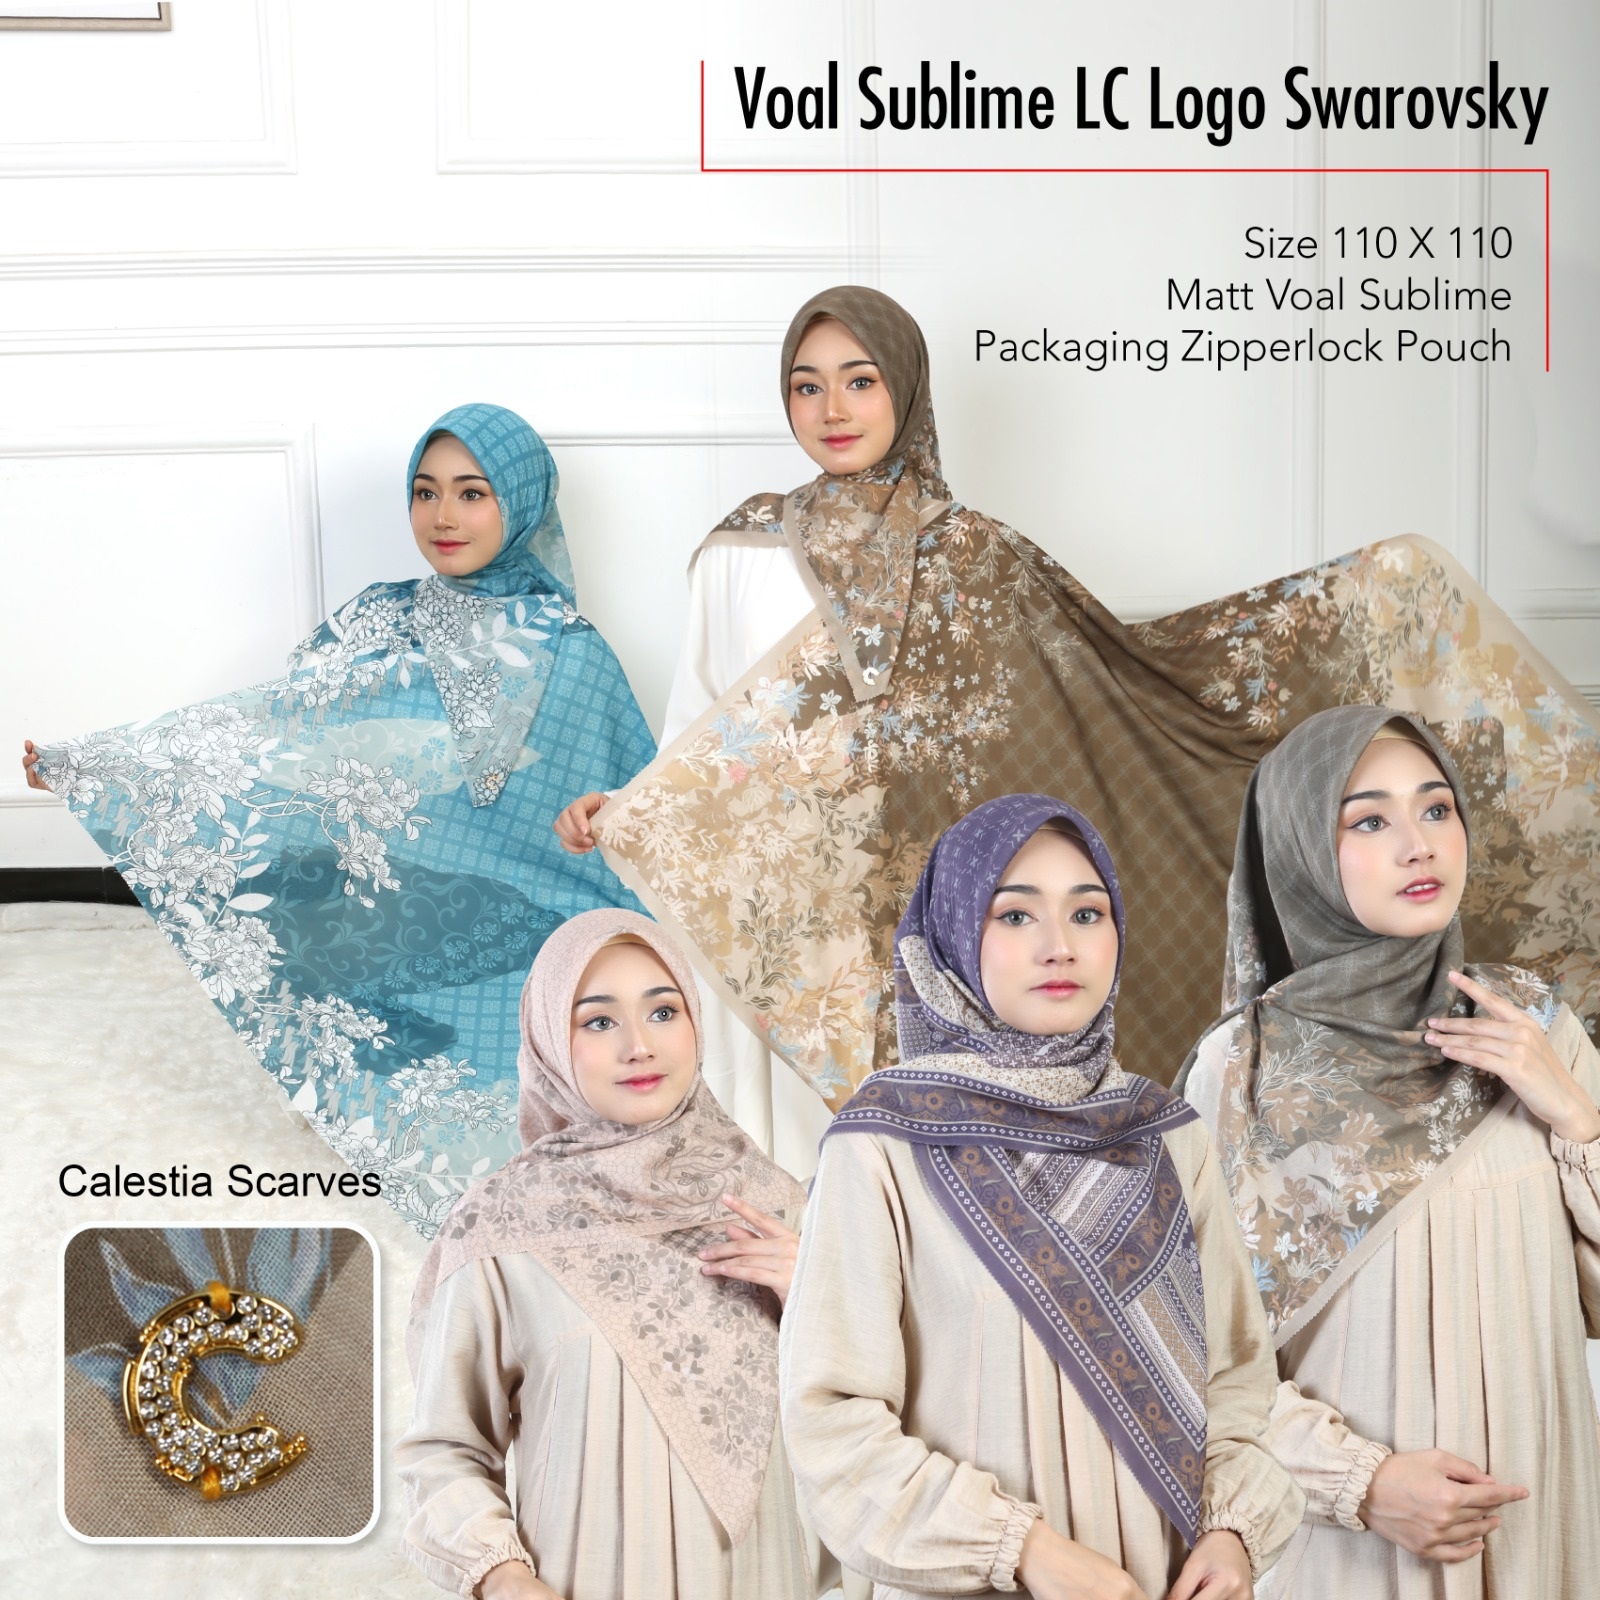 Voal Sublime LC Logo Swarovsky
Size 110 X 110
Matt Voal Sublime
Packaging Zipperlock Pouch
Calestia Scarves
C